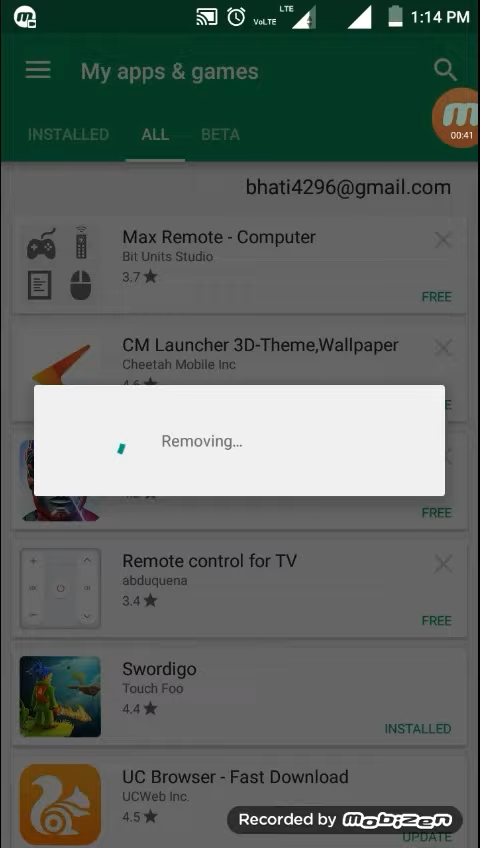 VoLTE LTE 1:14 PM
My apps & games
00:41
INSTALLED ALL BETA
bhati4296@gmail.com
Max Remote - Computer
Bit Units Studio
3.7
FREE
CM Launcher 3D-Theme,Wallpaper
Cheetah Mobile Inc
4.6
E
Removing...
FREE
Remote control for TV
abduquena
3.4
FREE
Swordigo
Touch Foo
4.4
INSTALLED
UC Browser - Fast Download
UCWeb Inc.
4.5
Recorded by Mobizen
UPDATE